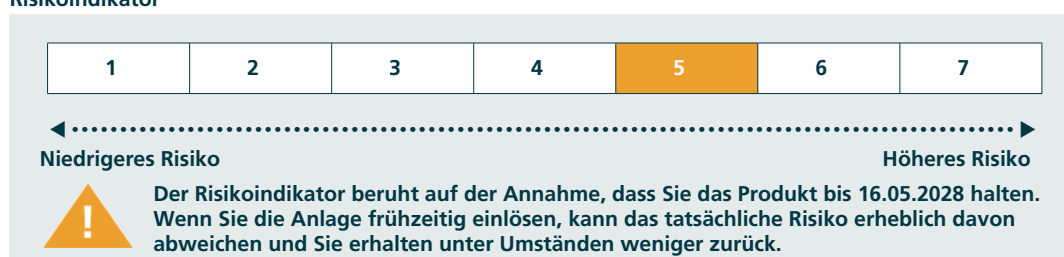 Risikoindikator
1 2 3 4 5 6 7
Niedrigeres Risiko Höheres Risiko
! Der Risikoindikator beruht auf der Annahme, dass Sie das Produkt bis 16.05.2028 halten.
Wenn Sie die Anlage frühzeitig einlösen, kann das tatsächliche Risiko erheblich davon
abweichen und Sie erhalten unter Umständen weniger zurück.